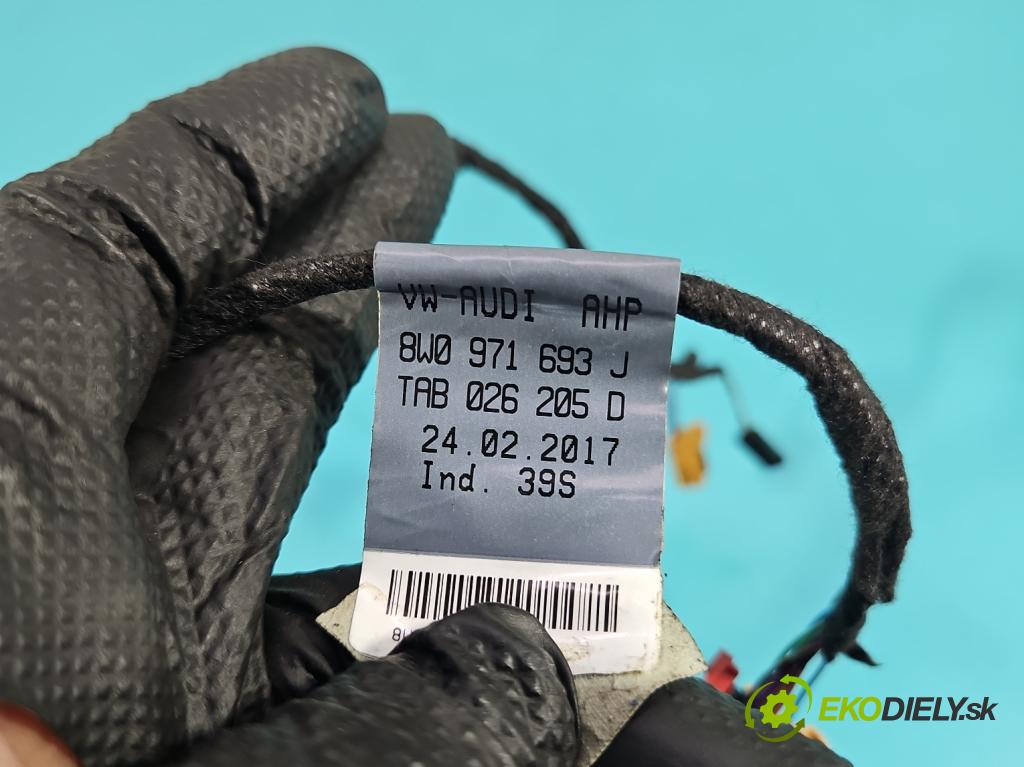 VW-AUDI AHP
8W0 971 693 J
TAB 026 205 D
24.02.2017
Ind. 39S
EKODIELY.sk